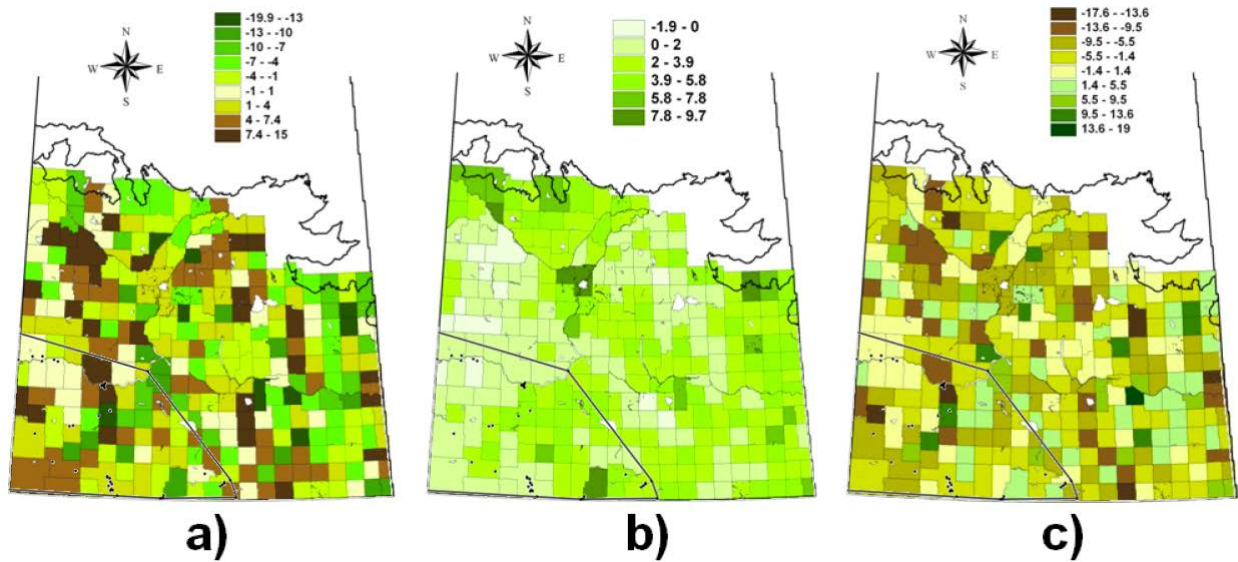 N
W E
S
-19.9 - -13
-13 - -10
-10 - -7
-7 - -4
-4 - -1
-1 - 1
1 - 4
4 - 7.4
7.4 - 15
N
W E
S
-1.9 - 0
0 - 2
2 - 3.9
3.9 - 5.8
5.8 - 7.8
7.8 - 9.7
N
W E
S
-17.6 - -13.6
-13.6 - -9.5
-9.5 - -5.5
-5.5 - -1.4
-1.4 - 1.4
1.4 - 5.5
5.5 - 9.5
9.5 - 13.6
13.6 - 19
a)
b)
c)